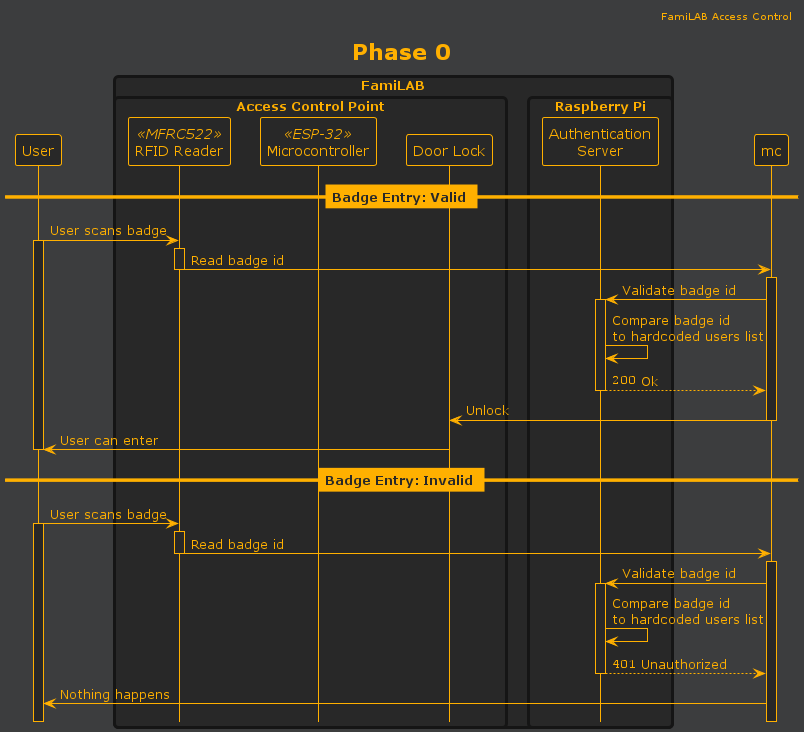 FamiLAB Access Control
Phase 0
FamiLAB
Access Control Point
Raspberry Pi
User
«MFRC522»
RFID Reader
«ESP-32»
Microcontroller
Door Lock
Authentication
Server
mc
Badge Entry: Valid
User scans badge
Read badge id
Validate badge id
Compare badge id
to hardcoded users list
200 Ok
Unlock
User can enter
Badge Entry: Invalid
User scans badge
Read badge id
Validate badge id
Compare badge id
to hardcoded users list
401 Unauthorized
Nothing happens